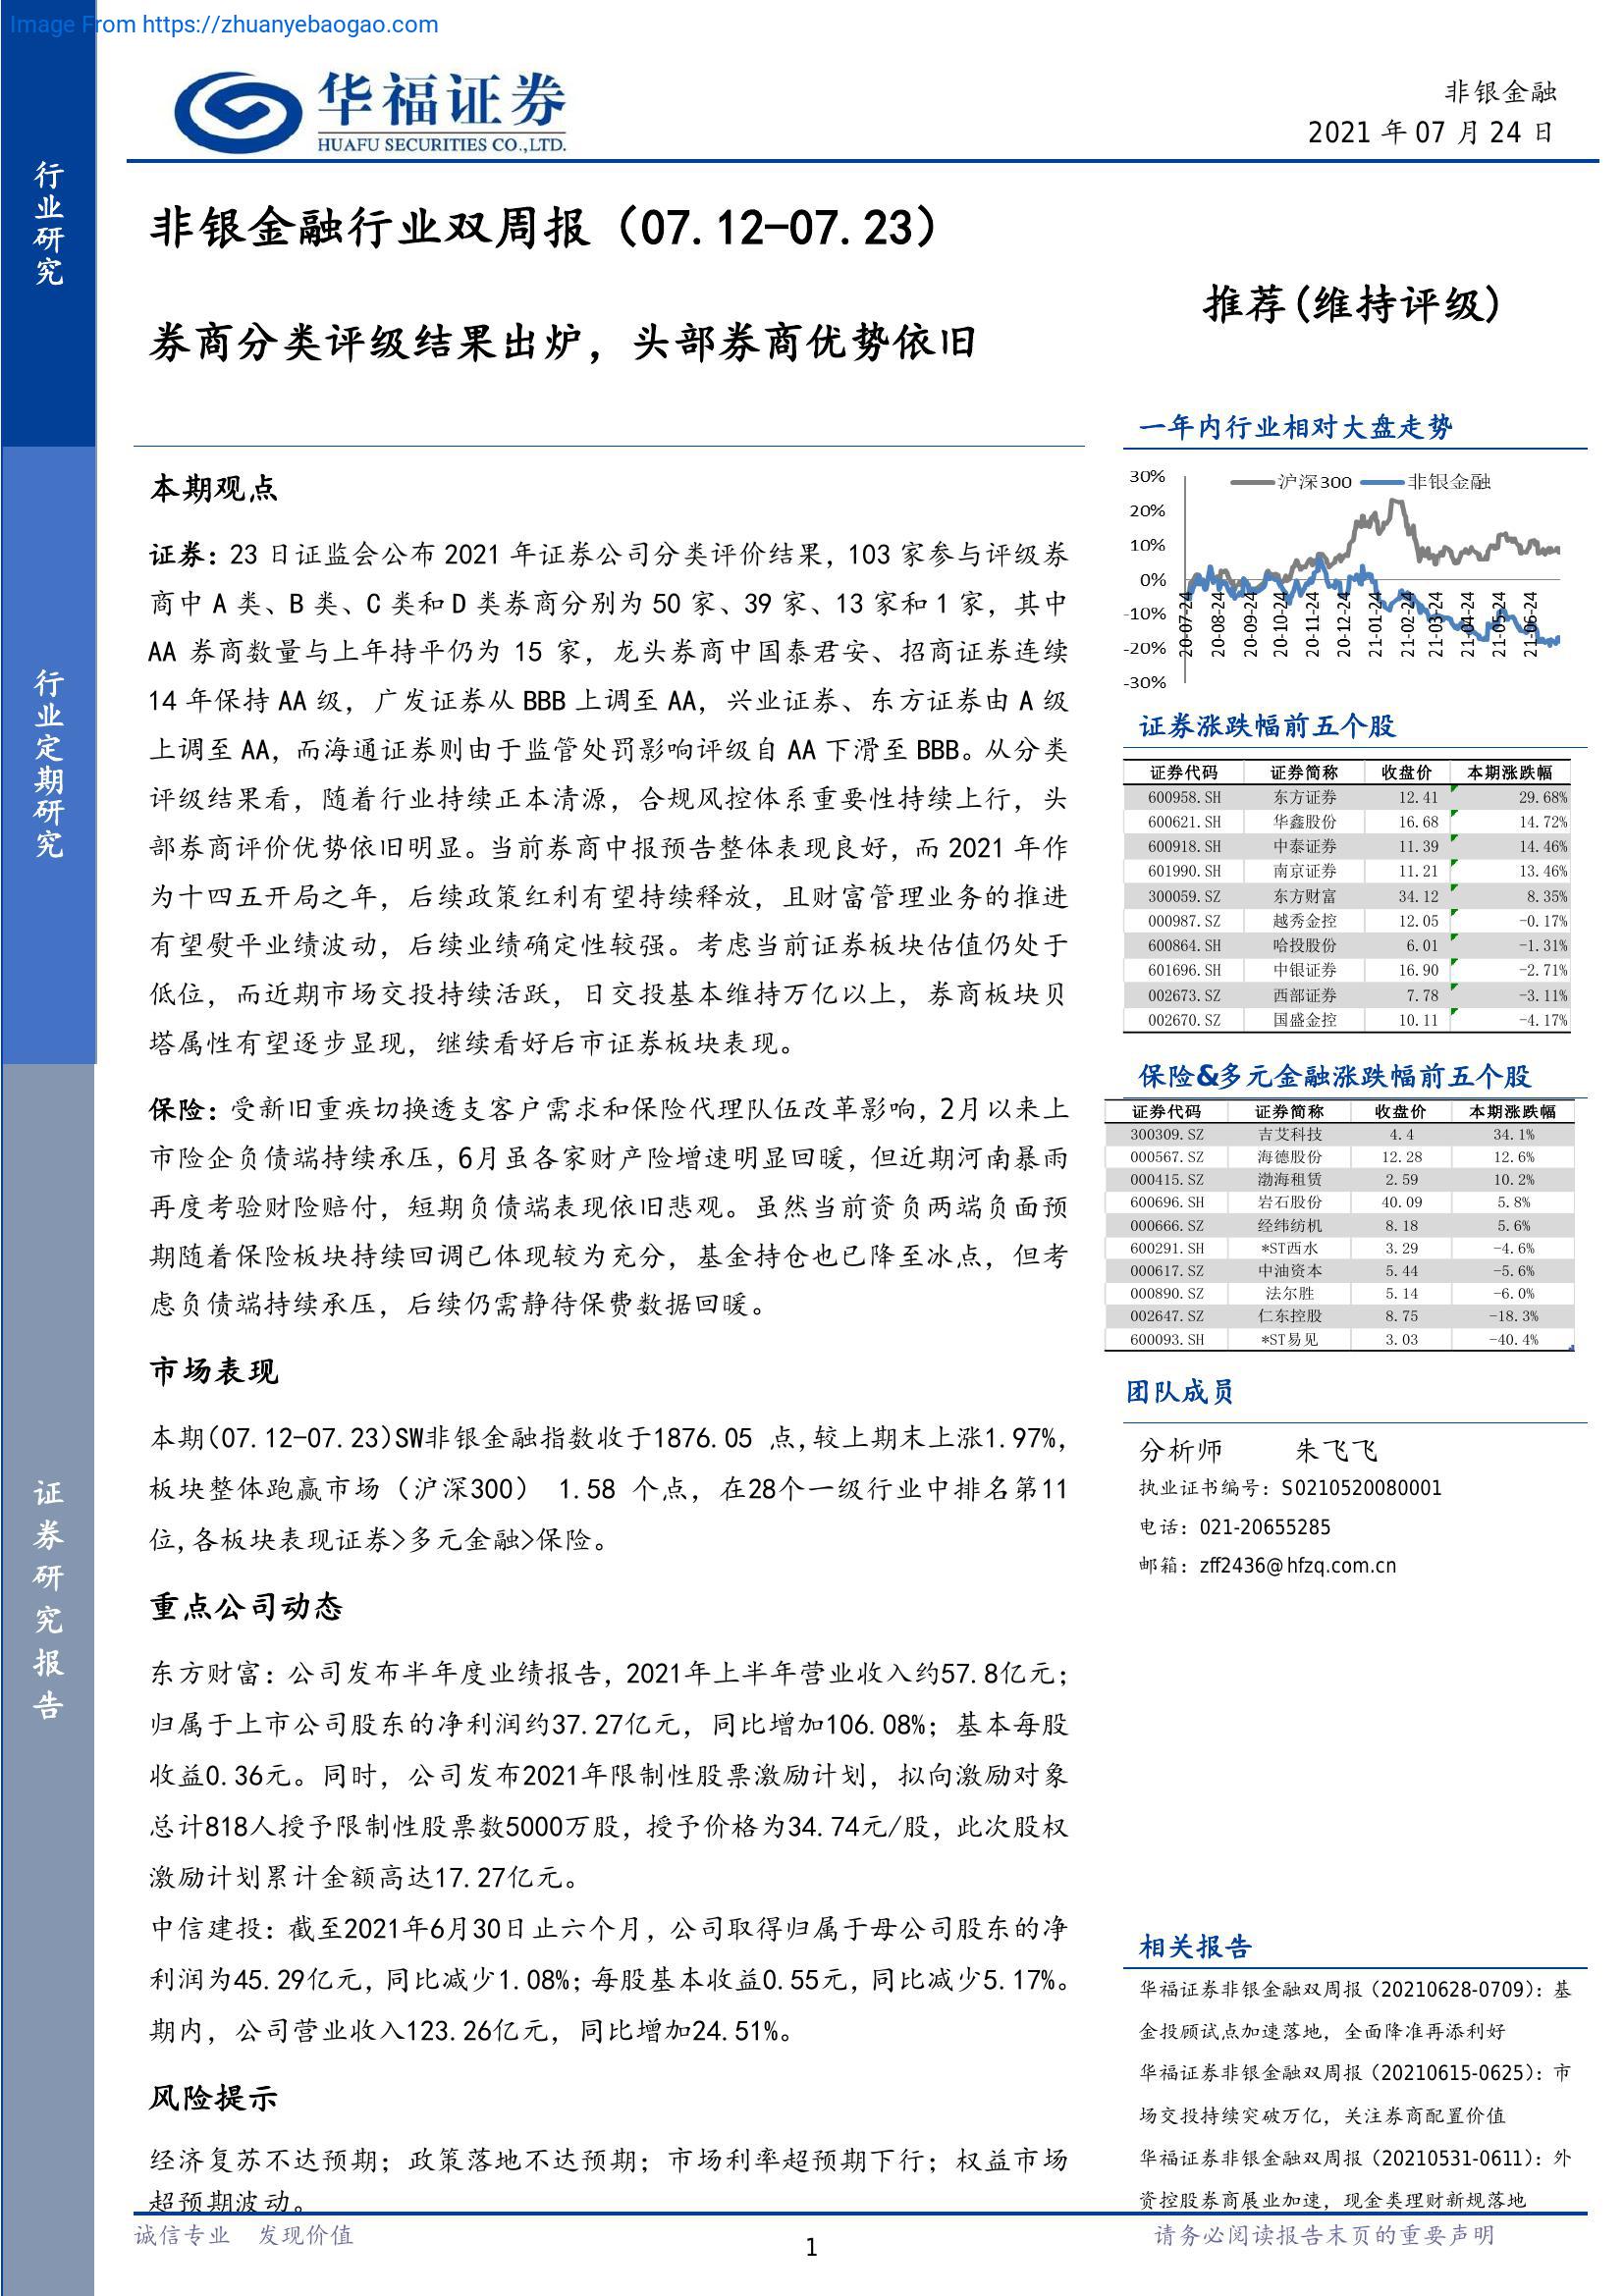 Image From https://zhuanyebaogao.com
华福证券
HUAFU SECURITIES CO.,LTD.
非银金融
2021 年 07 月 24 日
行业研究
行业定期研究
证券研究报告
非银金融行业双周报（07.12-07.23）
券商分类评级结果出炉，头部券商优势依旧
推荐(维持评级)
本期观点
证券：23 日证监会公布 2021 年证券公司分类评价结果，103 家参与评级券
商中 A 类、B 类、C 类和 D 类券商分别为 50 家、39 家、13 家和 1 家，其中
AA 券商数量与上年持平仍为 15 家，龙头券商中国泰君安、招商证券连续
14 年保持 AA 级，广发证券从 BBB 上调至 AA，兴业证券、东方证券由 A 级
上调至 AA，而海通证券则由于监管处罚影响评级自 AA 下滑至 BBB。从分类
评级结果看，随着行业持续正本清源，合规风控体系重要性持续上行，头
部券商评价优势依旧明显。当前券商中报预告整体表现良好，而 2021 年作
为十四五开局之年，后续政策红利有望持续释放，且财富管理业务的推进
有望熨平业绩波动，后续业绩确定性较强。考虑当前证券板块估值仍处于
低位，而近期市场交投持续活跃，日交投基本维持万亿以上，券商板块贝
塔属性有望逐步显现，继续看好后市证券板块表现。
保险：受新旧重疾切换透支客户需求和保险代理队伍改革影响，2月以来上
市险企负债端持续承压，6月虽各家财产险增速明显回暖，但近期河南暴雨
再度考验财险赔付，短期负债端表现依旧悲观。虽然当前资负两端负面预
期随着保险板块持续回调已体现较为充分，基金持仓也已降至冰点，但考
虑负债端持续承压，后续仍需静待保费数据回暖。
市场表现
本期(07.12-07.23)SW非银金融指数收于1876.05 点,较上期末上涨1.97%,
板块整体跑赢市场（沪深300） 1.58 个点，在28个一级行业中排名第11
位,各板块表现证券>多元金融>保险。
重点公司动态
东方财富：公司发布半年度业绩报告，2021年上半年营业收入约57.8亿元；
归属于上市公司股东的净利润约37.27亿元，同比增加106.08%；基本每股
收益0.36元。同时，公司发布2021年限制性股票激励计划，拟向激励对象
总计818人授予限制性股票数5000万股，授予价格为34.74元/股，此次股权
激励计划累计金额高达17.27亿元。
中信建投：截至2021年6月30日止六个月，公司取得归属于母公司股东的净
利润为45.29亿元，同比减少1.08%；每股基本收益0.55元，同比减少5.17%。
期内，公司营业收入123.26亿元，同比增加24.51%。
风险提示
经济复苏不达预期；政策落地不达预期；市场利率超预期下行；权益市场
超预期波动。
一年内行业相对大盘走势
沪深300 非银金融
30%
20%
10%
0%
-10%
-20%
-30%
20-07-24 20-08-24 20-09-24 20-10-24 20-11-24 20-12-24 21-01-24 21-02-24 21-03-24 21-04-24 21-05-24 21-06-24
证券涨跌幅前五个股
证券代码 证券简称 收盘价 本期涨跌幅
600958.SH 东方证券 12.41 29.68%
600621.SH 华鑫股份 16.68 14.72%
600918.SH 中泰证券 11.39 14.46%
601990.SH 南京证券 11.21 13.46%
300059.SZ 东方财富 34.12 8.35%
000987.SZ 越秀金控 12.05 -0.17%
600864.SH 哈投股份 6.01 -1.31%
601696.SH 中银证券 16.90 -2.71%
002673.SZ 西部证券 7.78 -3.11%
002670.SZ 国盛金控 10.11 -4.17%
保险&多元金融涨跌幅前五个股
证券代码 证券简称 收盘价 本期涨跌幅
300309.SZ 吉艾科技 4.4 34.1%
000567.SZ 海德股份 12.28 12.6%
000415.SZ 渤海租赁 2.59 10.2%
600696.SH 岩石股份 40.09 5.8%
000666.SZ 经纬纺机 8.18 5.6%
600291.SH *ST西水 3.29 -4.6%
000617.SZ 中油资本 5.44 -5.6%
000890.SZ 法尔胜 5.14 -6.0%
002647.SZ 仁东控股 8.75 -18.3%
600093.SH *ST易见 3.03 -40.4%
团队成员
分析师 朱飞飞
执业证书编号：S0210520080001
电话：021-20655285
邮箱：zff2436@hfzq.com.cn
相关报告
华福证券非银金融双周报（20210628-0709）：基
金投顾试点加速落地，全面降准再添利好
华福证券非银金融双周报（20210615-0625）：市
场交投持续突破万亿，关注券商配置价值
华福证券非银金融双周报（20210531-0611）：外
资控股券商展业加速，现金类理财新规落地
诚信专业 发现价值
1
请务必阅读报告末页的重要声明